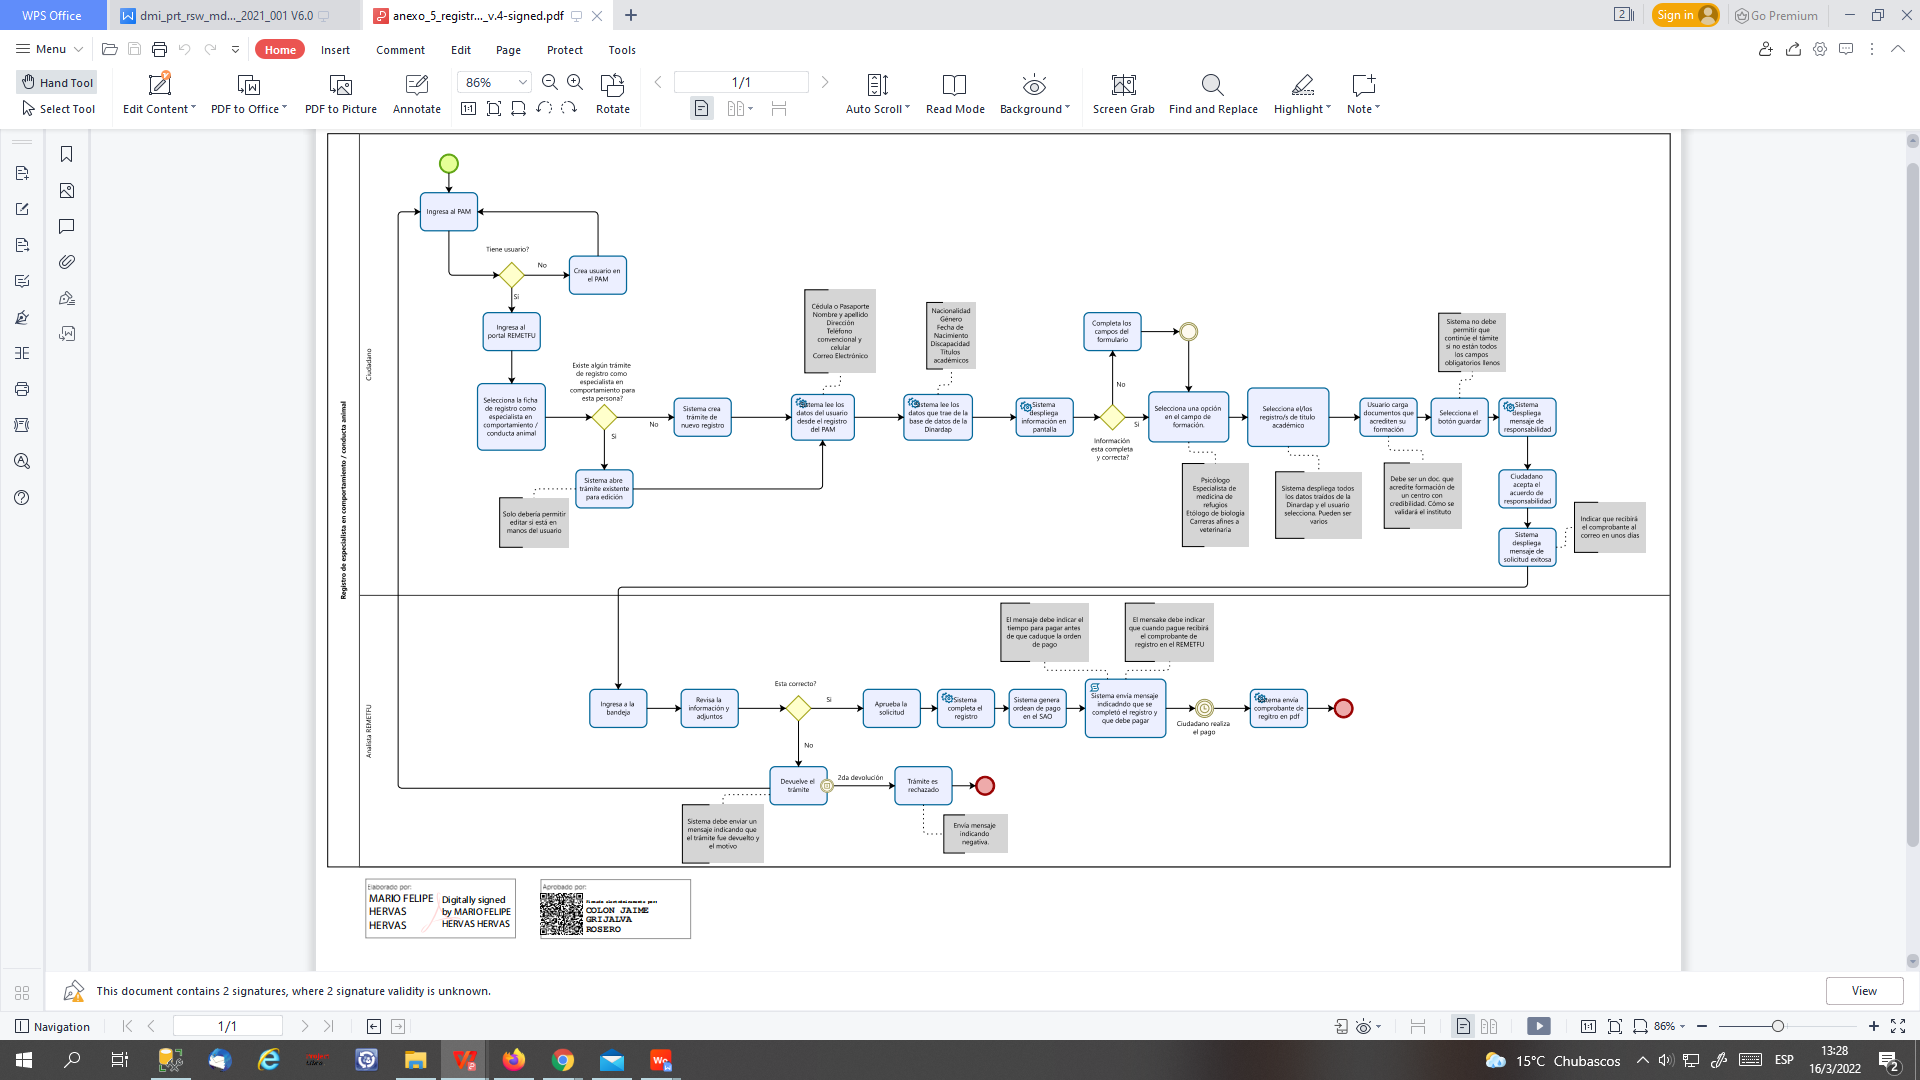 WPS Office
dmi_prt_rsw_md..._2021_001 V6.0
anexo_5_registr..._v.4-signed.pdf
2
Sign in
Go Premium
Menu
Home
Insert
Comment
Edit
Page
Protect
Tools
Hand Tool
Select Tool
Edit Content
PDF to Office
PDF to Picture
Annotate
86%
1:1
Rotate
1/1
Auto Scroll
Read Mode
Background
Screen Grab
Find and Replace
Highlight
Note
Registro de especialista en comportamiento / conducta animal
Ciudadano
Ingresa al PAM
Tiene usuario?
No
Crea usuario en
el PAM
Si
Ingresa al
portal REMETFU
Selecciona la ficha
de registro como
especialista en
comportamiento /
conducta animal
Existe algún trámite
de registro como
especialista en
comportamiento para
esta persona?
No
Si
Sistema crea
trámite de
nuevo registro
Sistema abre
trámite existente
para edición
Solo debería permitir
editar si está en
manos del usuario
Cédula o Pasaporte
Nombre y apellido
Dirección
Teléfono
convencional y
celular
Correo Electrónico
Sistema lee los
datos del usuario
desde el registro
del PAM
Nacionalidad
Género
Fecha de
Nacimiento
Discapacidad
Títulos
académicos
Sistema lee los
datos que trae de la
base de datos de la
Dinardap
Sistema
despliega
información en
pantalla
Completa los
campos del
formulario
No
Si
Información
esta completa
y correcta?
Selecciona una opción
en el campo de
formación.
Psicólogo
Especialista de
medicina de
refugios
Etólogo de biología
Carreras afines a
veterinaria
Selecciona el/los
registro/s de título
académico
Sistema despliega todos
los datos traídos de la
Dinardap y el usuario
selecciona. Pueden ser
varios
Usuario carga
documentos que
acrediten su
formación
Debe ser un doc. que
acredite formación de
un centro con
credibilidad. Cómo se
validará el instituto
Sistema no debe
permitir que
continúe el támite
si no están todos
los campos
obligatorios llenos
Selecciona el
botón guardar
Sistema
despliega
mensaje de
responsabilidad
Ciudadano
acepta el
acuerdo de
responsabilidad
Sistema
despliega
mensaje de
solicitud exitosa
Indicar que recibirá
el comprobante al
correo en unos días
Analista REMETFU
Ingresa a la
bandeja
Revisa la
información y
adjuntos
Esta correcto?
Si
No
Aprueba la
solicitud
Sistema
completa el
registro
Sistema genera
ordean de pago
en el SAO
El mensaje debe indicar el
tiempo para pagar antes
de que caduque la orden
de pago
El mensake debe indicar
que cuando pague recibirá
el comprobante de
registro en el REMETFU
Sistema envía mensaje
indicadndo que se
completó el registro y
que debe pagar
Ciudadano realiza
el pago
Sistema envía
comprobante de
regitro en pdf
Devuelve el
trámite
2da devolución
Trámite es
rechazado
Sistema debe enviar un
mensaje indicando que
el trámite fue devuelto y
el motivo
Envia mensaje
indicando
negativa.
Elaborado por:
MARIO FELIPE
HERVAS
HERVAS
Digitally signed
by MARIO FELIPE
HERVAS HERVAS
Aprobado por:
Firmado electrónicamente por:
COLON JAIME
GRIJALVA
ROSERO
This document contains 2 signatures, where 2 signature validity is unknown.
View
Navigation
1/1
1:1
86%
15°C Chubascos
ESP
13:28
16/3/2022
2